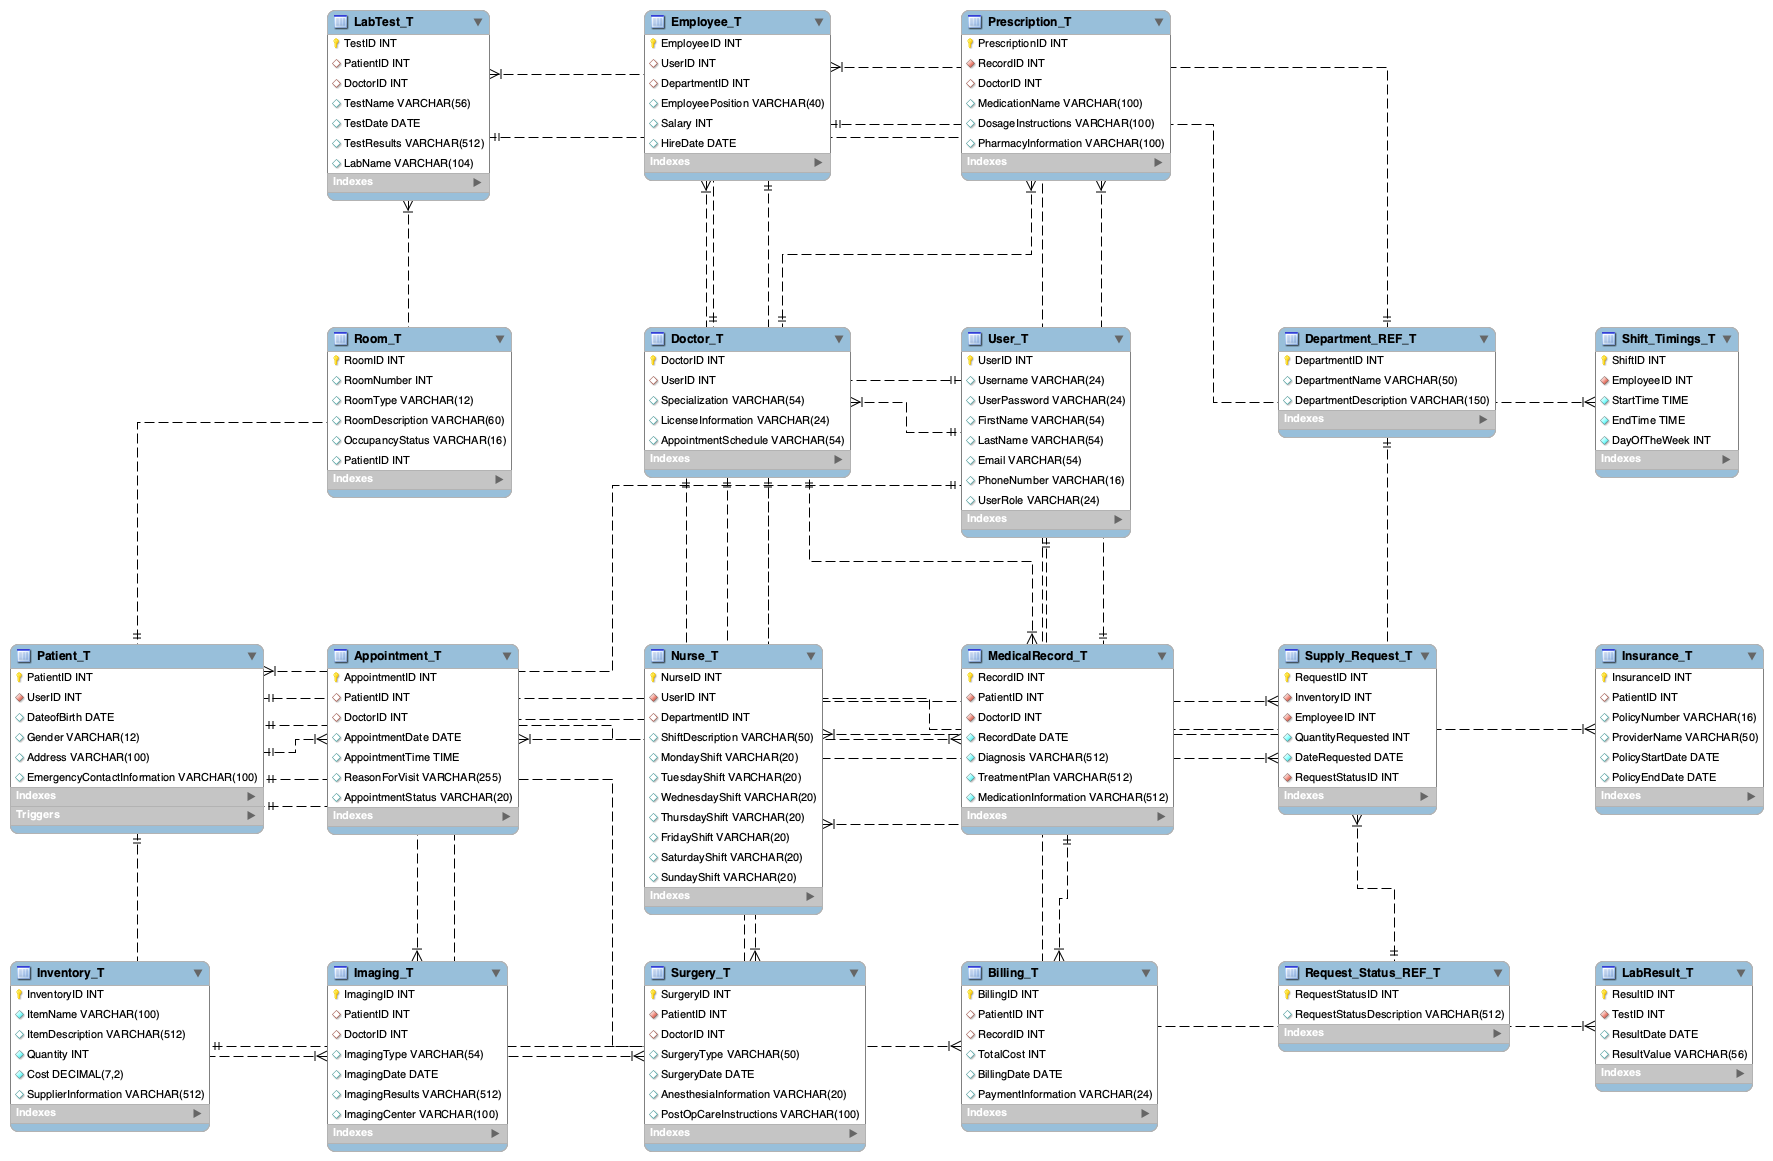 LabTest_T
TestID INT
PatientID INT
DoctorID INT
TestName VARCHAR(56)
TestDate DATE
TestResults VARCHAR(512)
LabName VARCHAR(104)
Indexes
Employee_T
EmployeeID INT
UserID INT
DepartmentID INT
EmployeePosition VARCHAR(40)
Salary INT
HireDate DATE
Indexes
Prescription_T
PrescriptionID INT
RecordID INT
DoctorID INT
MedicationName VARCHAR(100)
DosageInstructions VARCHAR(100)
PharmacyInformation VARCHAR(100)
Indexes
Room_T
RoomID INT
RoomNumber INT
RoomType VARCHAR(12)
RoomDescription VARCHAR(60)
OccupancyStatus VARCHAR(16)
PatientID INT
Indexes
Doctor_T
DoctorID INT
UserID INT
Specialization VARCHAR(54)
LicenseInformation VARCHAR(24)
AppointmentSchedule VARCHAR(54)
Indexes
User_T
UserID INT
Username VARCHAR(24)
UserPassword VARCHAR(24)
FirstName VARCHAR(54)
LastName VARCHAR(54)
Email VARCHAR(54)
PhoneNumber VARCHAR(16)
UserRole VARCHAR(24)
Indexes
Department_REF_T
DepartmentID INT
DepartmentName VARCHAR(50)
DepartmentDescription VARCHAR(150)
Indexes
Shift_Timings_T
ShiftID INT
EmployeeID INT
StartTime TIME
EndTime TIME
DayOfTheWeek INT
Indexes
Patient_T
PatientID INT
UserID INT
DateofBirth DATE
Gender VARCHAR(12)
Address VARCHAR(100)
EmergencyContactInformation VARCHAR(100)
Indexes
Triggers
Appointment_T
AppointmentID INT
PatientID INT
DoctorID INT
AppointmentDate DATE
AppointmentTime TIME
ReasonForVisit VARCHAR(255)
AppointmentStatus VARCHAR(20)
Indexes
Nurse_T
NurseID INT
UserID INT
DepartmentID INT
ShiftDescription VARCHAR(50)
MondayShift VARCHAR(20)
TuesdayShift VARCHAR(20)
WednesdayShift VARCHAR(20)
ThursdayShift VARCHAR(20)
FridayShift VARCHAR(20)
SaturdayShift VARCHAR(20)
SundayShift VARCHAR(20)
Indexes
MedicalRecord_T
RecordID INT
PatientID INT
DoctorID INT
RecordDate DATE
Diagnosis VARCHAR(512)
TreatmentPlan VARCHAR(512)
MedicationInformation VARCHAR(512)
Indexes
Supply_Request_T
RequestID INT
InventoryID INT
EmployeeID INT
QuantityRequested INT
DateRequested DATE
RequestStatusID INT
Indexes
Insurance_T
InsuranceID INT
PatientID INT
PolicyNumber VARCHAR(16)
ProviderName VARCHAR(50)
PolicyStartDate DATE
PolicyEndDate DATE
Indexes
Inventory_T
InventoryID INT
ItemName VARCHAR(100)
ItemDescription VARCHAR(512)
Quantity INT
Cost DECIMAL(7,2)
SupplierInformation VARCHAR(512)
Indexes
Imaging_T
ImagingID INT
PatientID INT
DoctorID INT
ImagingType VARCHAR(54)
ImagingDate DATE
ImagingResults VARCHAR(512)
ImagingCenter VARCHAR(100)
Indexes
Surgery_T
SurgeryID INT
PatientID INT
DoctorID INT
SurgeryType VARCHAR(50)
SurgeryDate DATE
AnesthesiaInformation VARCHAR(20)
PostOpCareInstructions VARCHAR(100)
Indexes
Billing_T
BillingID INT
PatientID INT
RecordID INT
TotalCost INT
BillingDate DATE
PaymentInformation VARCHAR(24)
Indexes
Request_Status_REF_T
RequestStatusID INT
RequestStatusDescription VARCHAR(512)
Indexes
LabResult_T
ResultID INT
TestID INT
ResultDate DATE
ResultValue VARCHAR(56)
Indexes